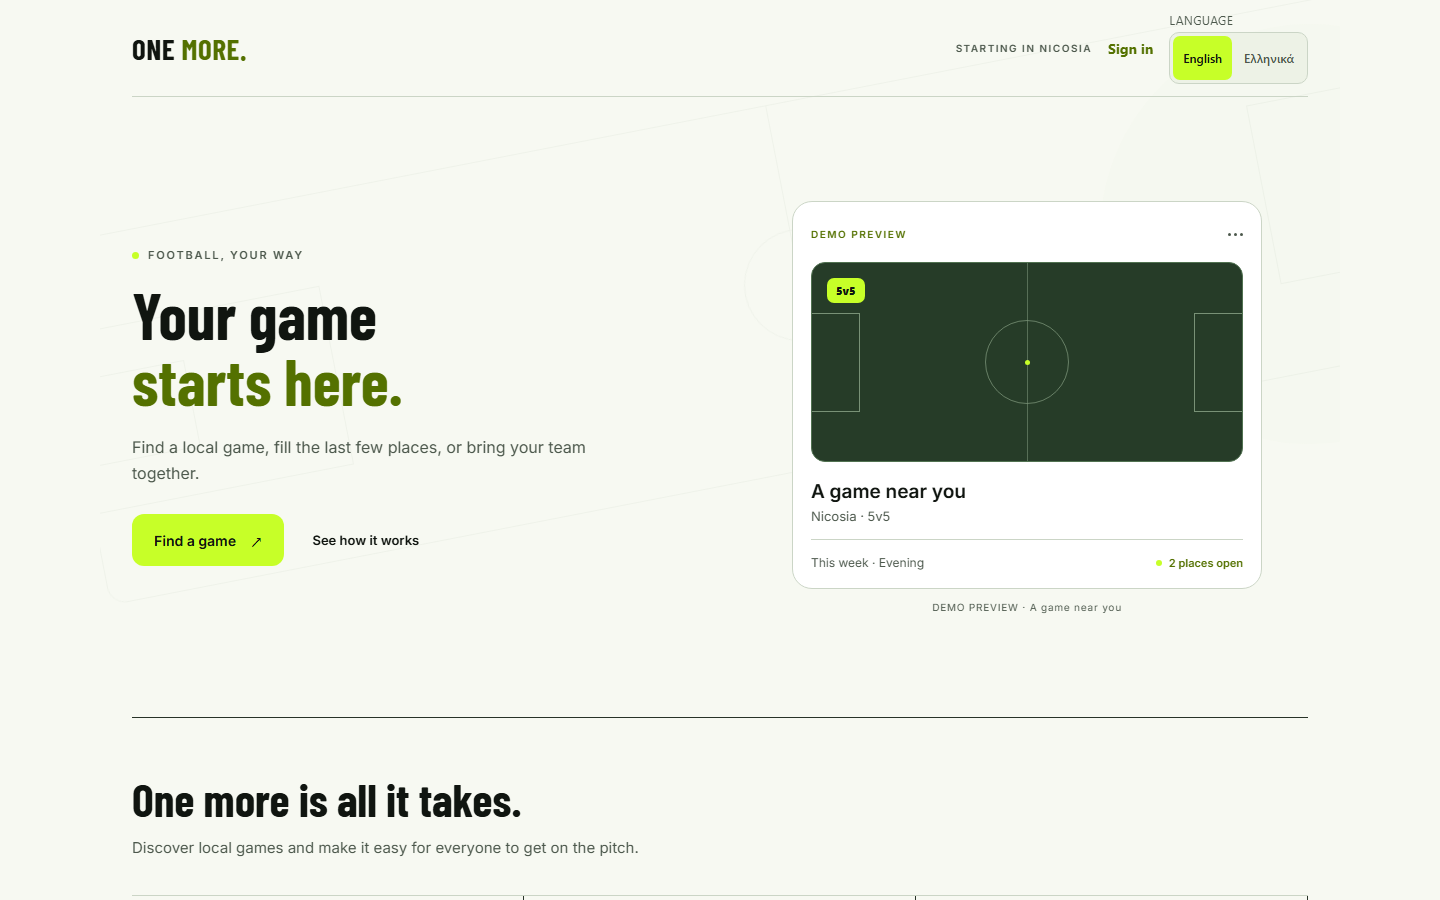 LANGUAGE
ONE MORE.
STARTING IN NICOSIA
Sign in
English
Ελληνικά
FOOTBALL, YOUR WAY
Your game
starts here.
Find a local game, fill the last few places, or bring your team
together.
Find a game ↗
See how it works
DEMO PREVIEW
5v5
A game near you
Nicosia · 5v5
This week · Evening
2 places open
DEMO PREVIEW · A game near you
One more is all it takes.
Discover local games and make it easy for everyone to get on the pitch.